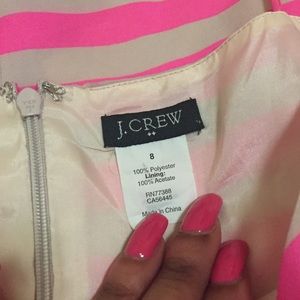 J.CREW
8
100% Polyester
Lining:
100% Acetate
RN77388
CA56445
Made in China